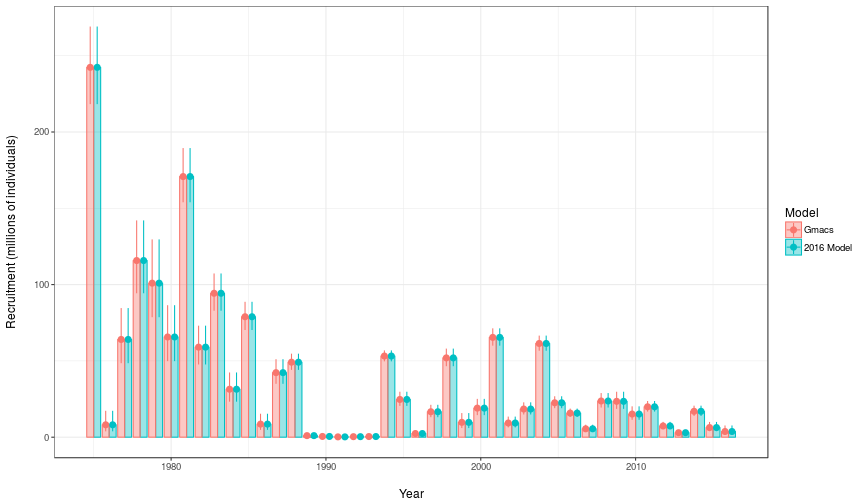 Recruitment (millions of individuals)
200
100
0
1980
1990
2000
2010
Year
Model
Gmacs
2016 Model